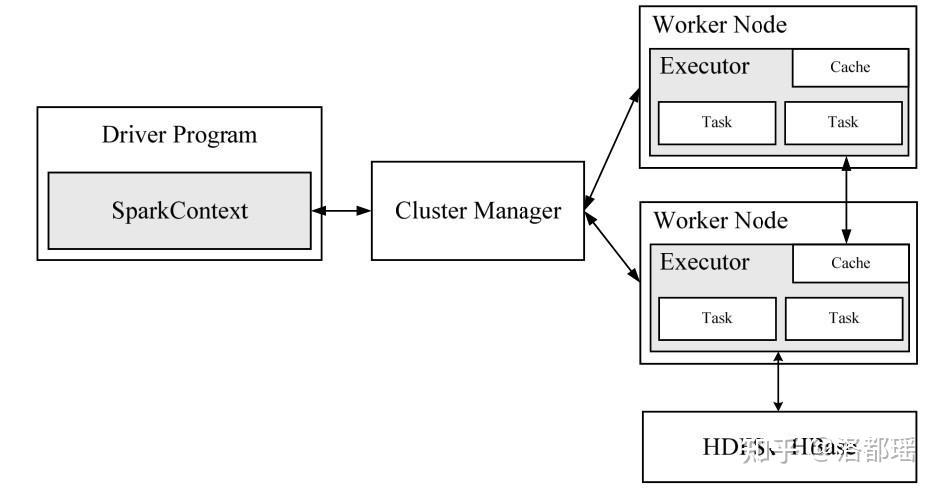 Worker Node
Executor
Cache
Task
Task
Driver Program
SparkContext
Cluster Manager
Worker Node
Executor
Cache
Task
Task
HDFS、HBase
知乎 @洛都瑶